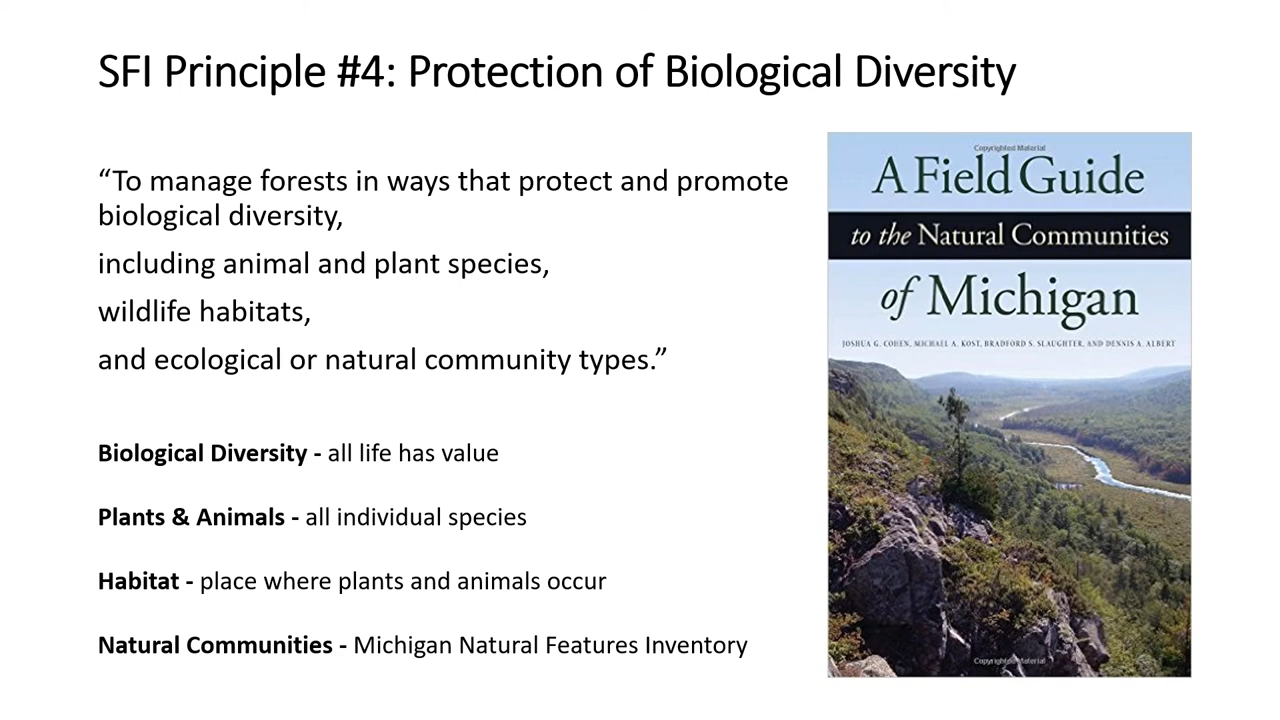 SFI Principle #4: Protection of Biological Diversity
“To manage forests in ways that protect and promote
biological diversity,
including animal and plant species,
wildlife habitats,
and ecological or natural community types.”
Biological Diversity - all life has value
Plants & Animals - all individual species
Habitat - place where plants and animals occur
Natural Communities - Michigan Natural Features Inventory
Copyrighted Material
A Field Guide
to the Natural Communities
of Michigan
JOSHUA G. COHEN, MICHAEL A. KOST, BRADFORD S. SLAUGHTER, AND DENNIS A. ALBERT
Copyrighted Material